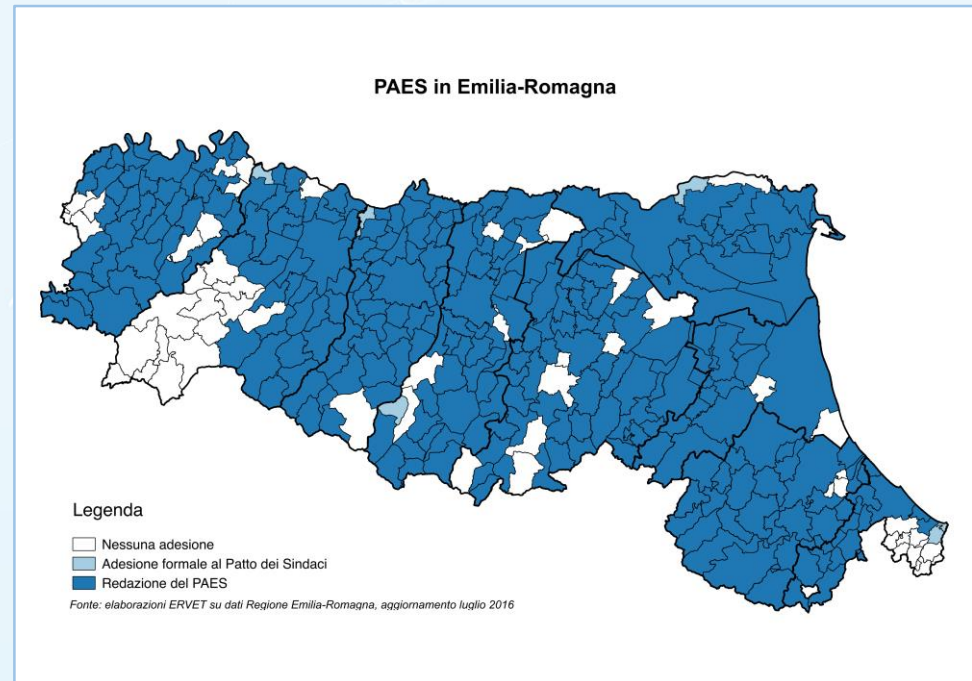 PAES in Emilia-Romagna
Legenda
Nessuna adesione
Adesione formale al Patto dei Sindaci
Redazione del PAES
Fonte: elaborazioni ERVET su dati Regione Emilia-Romagna, aggiornamento luglio 2016